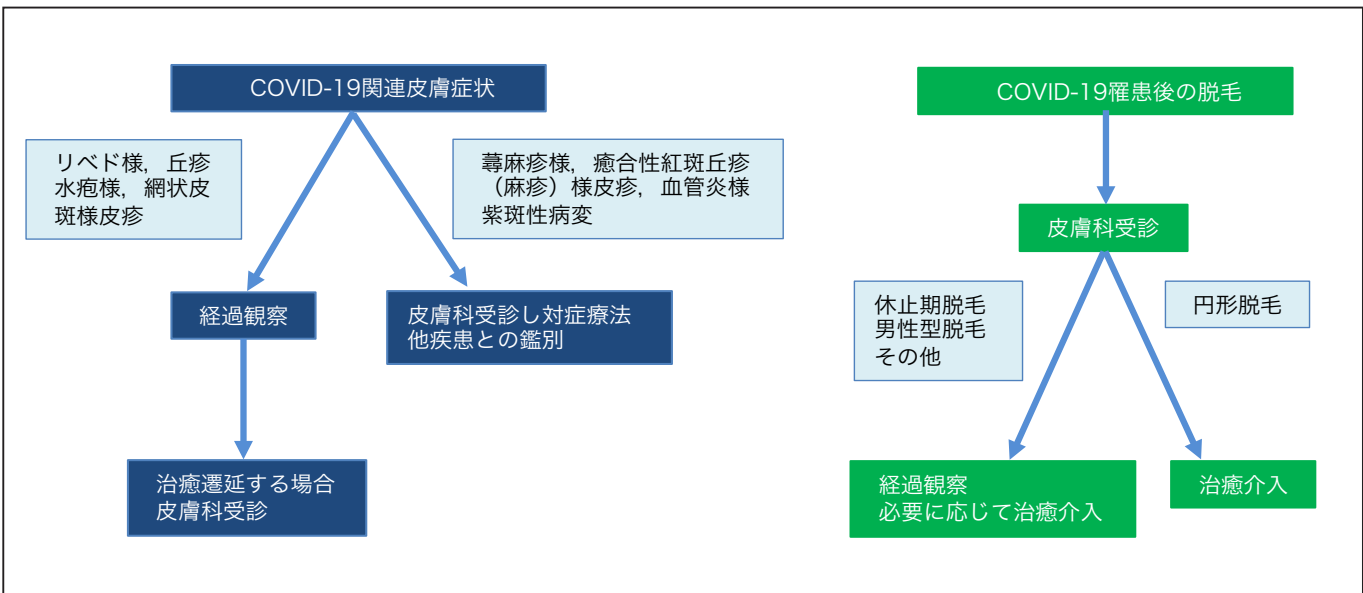 COVID-19関連皮膚症状
リベド様，丘疹
水疱様，網状皮
斑様皮疹
蕁麻疹様，癒合性紅斑丘疹
（麻疹）様皮疹，血管炎様
紫斑性病変
経過観察
皮膚科受診し対症療法
他疾患との鑑別
治癒遷延する場合
皮膚科受診
COVID-19罹患後の脱毛
皮膚科受診
休止期脱毛
男性型脱毛
その他
円形脱毛
経過観察
必要に応じて治癒介入
治癒介入